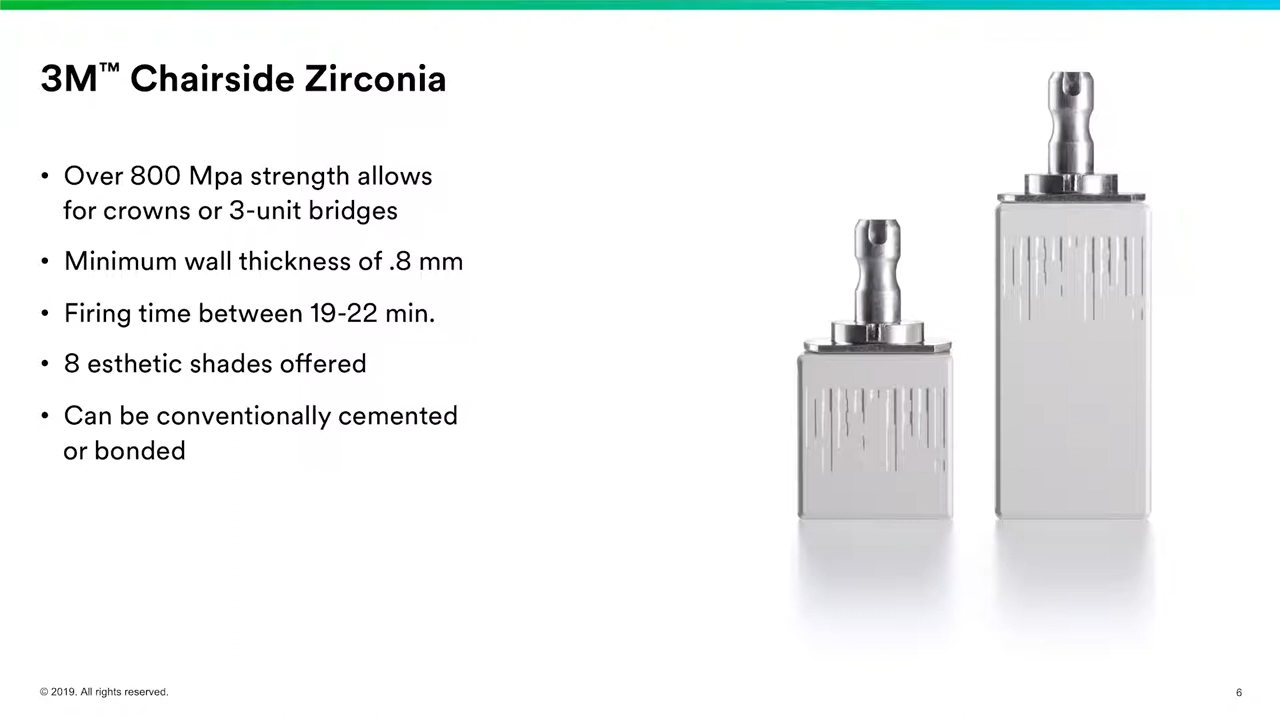 3M™ Chairside Zirconia
• Over 800 Mpa strength allows
for crowns or 3-unit bridges
• Minimum wall thickness of .8 mm
• Firing time between 19-22 min.
• 8 esthetic shades offered
• Can be conventionally cemented
or bonded
© 2019. All rights reserved.
6